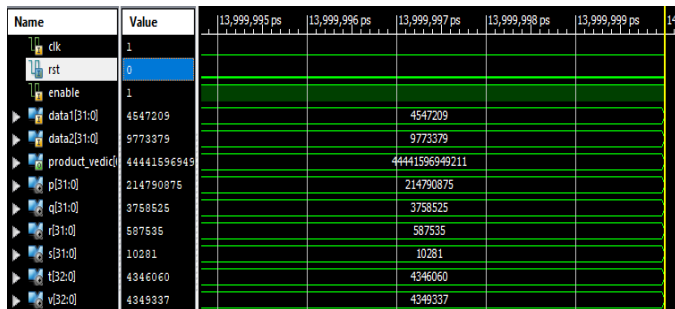 Name Value 13,999,995 ps 13,999,996 ps 13,999,997 ps 13,999,998 ps 13,999,999 ps 14
clk 1
rst 0
enable 1
data1[31:0] 4547209 4547209
data2[31:0] 9773379 9773379
product_vedic[ 44441596949 44441596949211
p[31:0] 214790875 214790875
q[31:0] 3758525 3758525
r[31:0] 587535 587535
s[31:0] 10281 10281
t[32:0] 4346060 4346060
v[32:0] 4349337 4349337